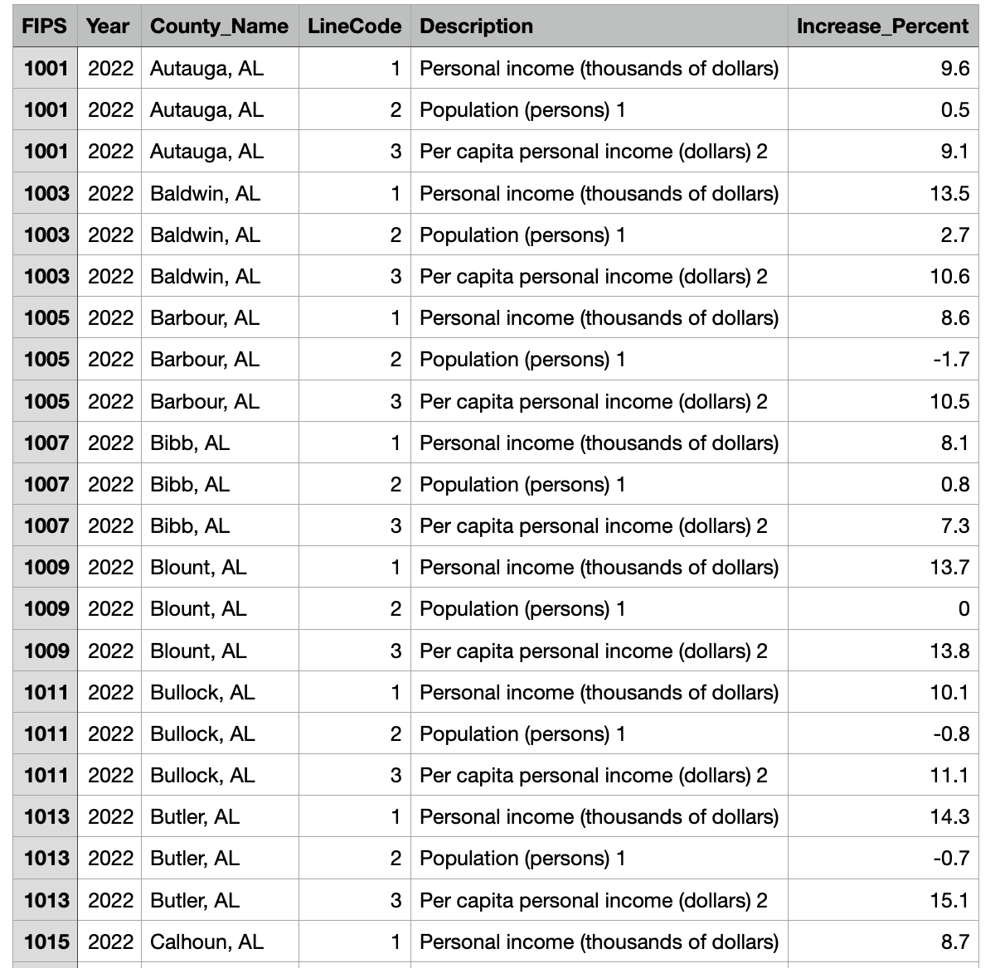 FIPS Year County_Name LineCode Description Increase_Percent
1001 2022 Autauga, AL 1 Personal income (thousands of dollars) 9.6
1001 2022 Autauga, AL 2 Population (persons) 1 0.5
1001 2022 Autauga, AL 3 Per capita personal income (dollars) 2 9.1
1003 2022 Baldwin, AL 1 Personal income (thousands of dollars) 13.5
1003 2022 Baldwin, AL 2 Population (persons) 1 2.7
1003 2022 Baldwin, AL 3 Per capita personal income (dollars) 2 10.6
1005 2022 Barbour, AL 1 Personal income (thousands of dollars) 8.6
1005 2022 Barbour, AL 2 Population (persons) 1 -1.7
1005 2022 Barbour, AL 3 Per capita personal income (dollars) 2 10.5
1007 2022 Bibb, AL 1 Personal income (thousands of dollars) 8.1
1007 2022 Bibb, AL 2 Population (persons) 1 0.8
1007 2022 Bibb, AL 3 Per capita personal income (dollars) 2 7.3
1009 2022 Blount, AL 1 Personal income (thousands of dollars) 13.7
1009 2022 Blount, AL 2 Population (persons) 1 0
1009 2022 Blount, AL 3 Per capita personal income (dollars) 2 13.8
1011 2022 Bullock, AL 1 Personal income (thousands of dollars) 10.1
1011 2022 Bullock, AL 2 Population (persons) 1 -0.8
1011 2022 Bullock, AL 3 Per capita personal income (dollars) 2 11.1
1013 2022 Butler, AL 1 Personal income (thousands of dollars) 14.3
1013 2022 Butler, AL 2 Population (persons) 1 -0.7
1013 2022 Butler, AL 3 Per capita personal income (dollars) 2 15.1
1015 2022 Calhoun, AL 1 Personal income (thousands of dollars) 8.7